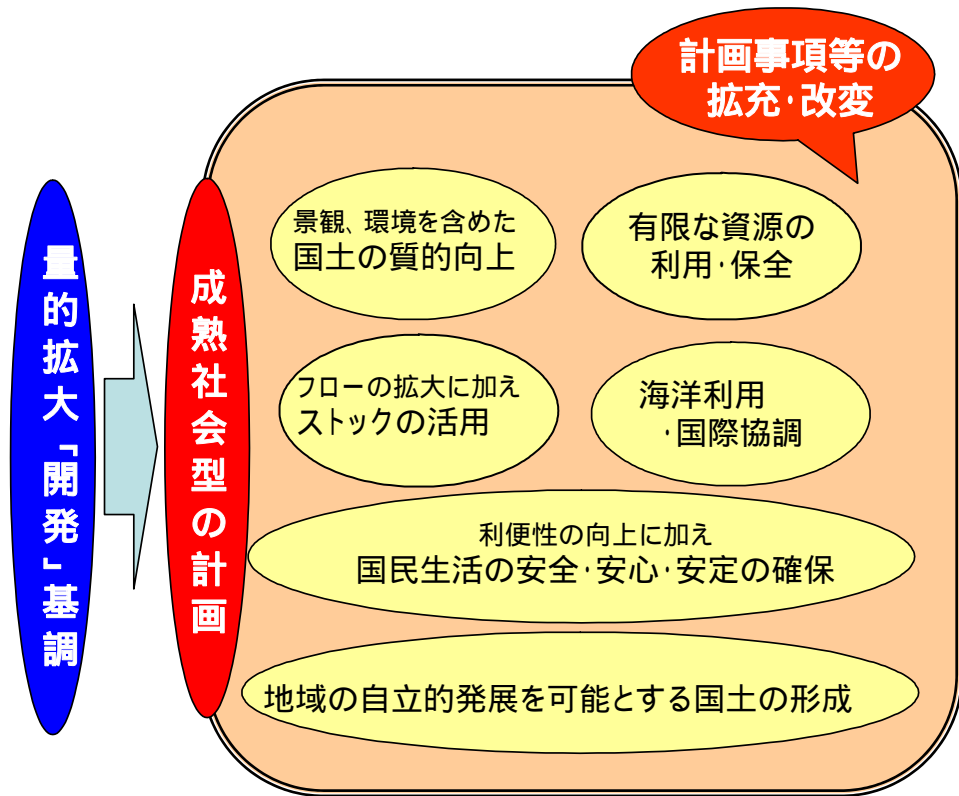 計画事項等の
拡充・改変
量的拡大「開発」基調
成熟社会型の計画
景観、環境を含めた
国土の質的向上
有限な資源の
利用・保全
フローの拡大に加え
ストックの活用
海洋利用
・国際協調
利便性の向上に加え
国民生活の安全・安心・安定の確保
地域の自立的発展を可能とする国土の形成